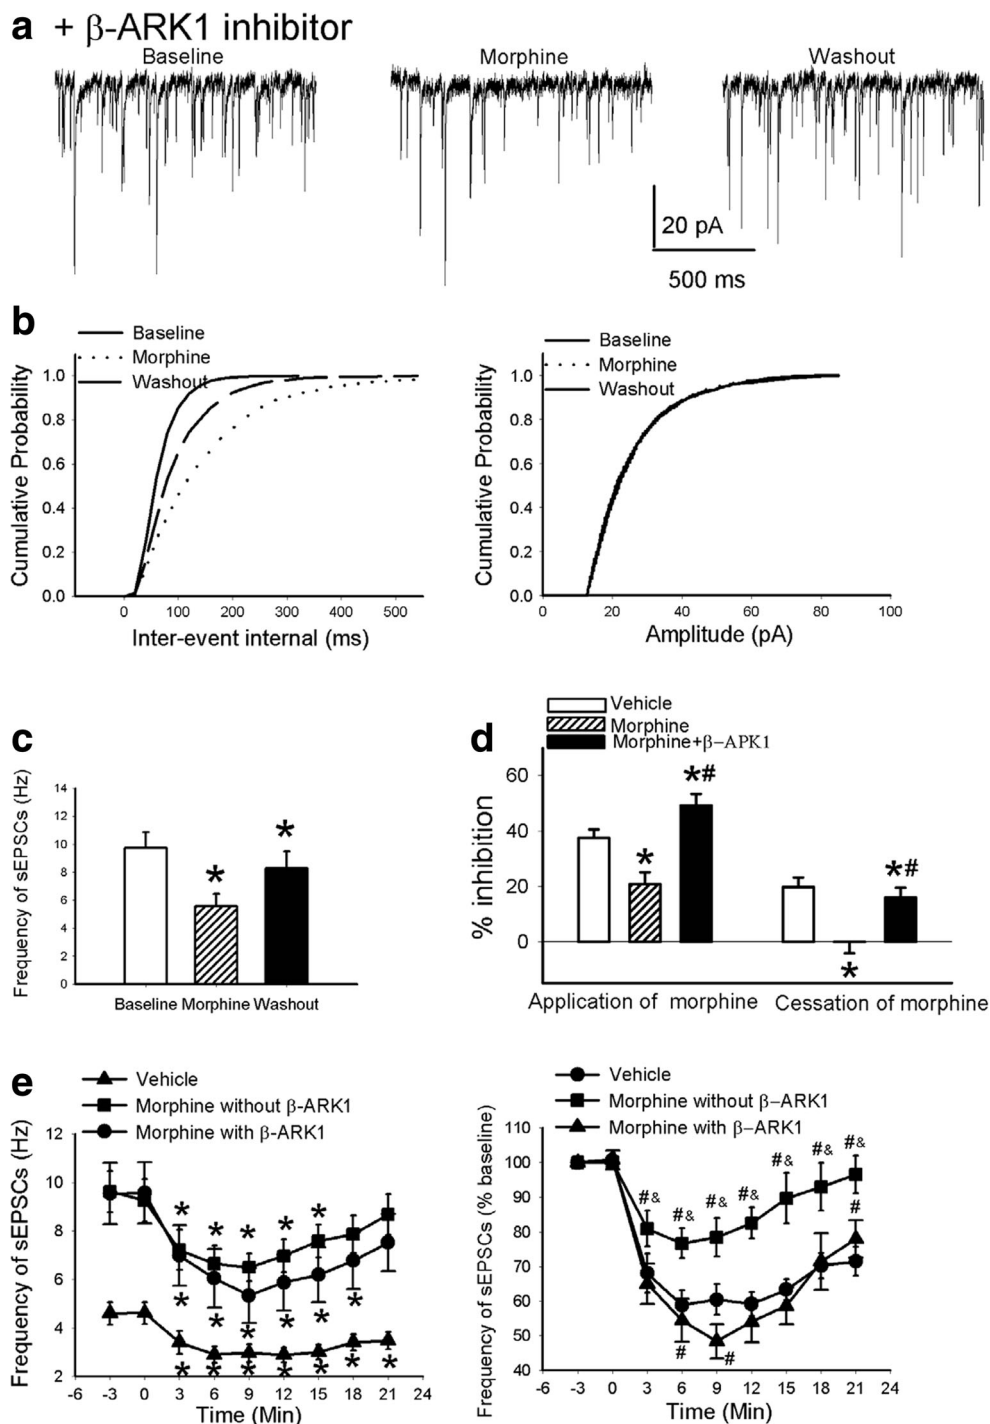 a + β-ARK1 inhibitor
Baseline
Morphine
Washout
20 pA
500 ms
b
Baseline
Morphine
Washout
Cumulative Probability
1.0
0.8
0.6
0.4
0.2
0.0
0 100 200 300 400 500
Inter-event internal (ms)
Baseline
Morphine
Washout
Cumulative Probability
1.0
0.8
0.6
0.4
0.2
0.0
0 20 40 60 80 100
Amplitude (pA)
c
Frequency of sEPSCs (Hz)
14
12
10
8
6
4
2
0
* *
Baseline Morphine Washout
d
Vehicle
Morphine
Morphine+β-APK1
% inhibition
60
40
20
0
* *# * *#
Application of morphine
Cessation of morphine
e
Vehicle
Morphine without β-ARK1
Morphine with β-ARK1
Frequency of sEPSCs (Hz)
12
10
8
6
4
2
* * * * *
* * * * * *
* * * * * * *
-6 -3 0 3 6 9 12 15 18 21 24
Time (Min)
Vehicle
Morphine without β-ARK1
Morphine with β-ARK1
Frequency of sEPSCs (% baseline)
110
100
90
80
70
60
50
40
#& #& #& #& #& #& #&
# # #
-6 -3 0 3 6 9 12 15 18 21 24
Time (Min)